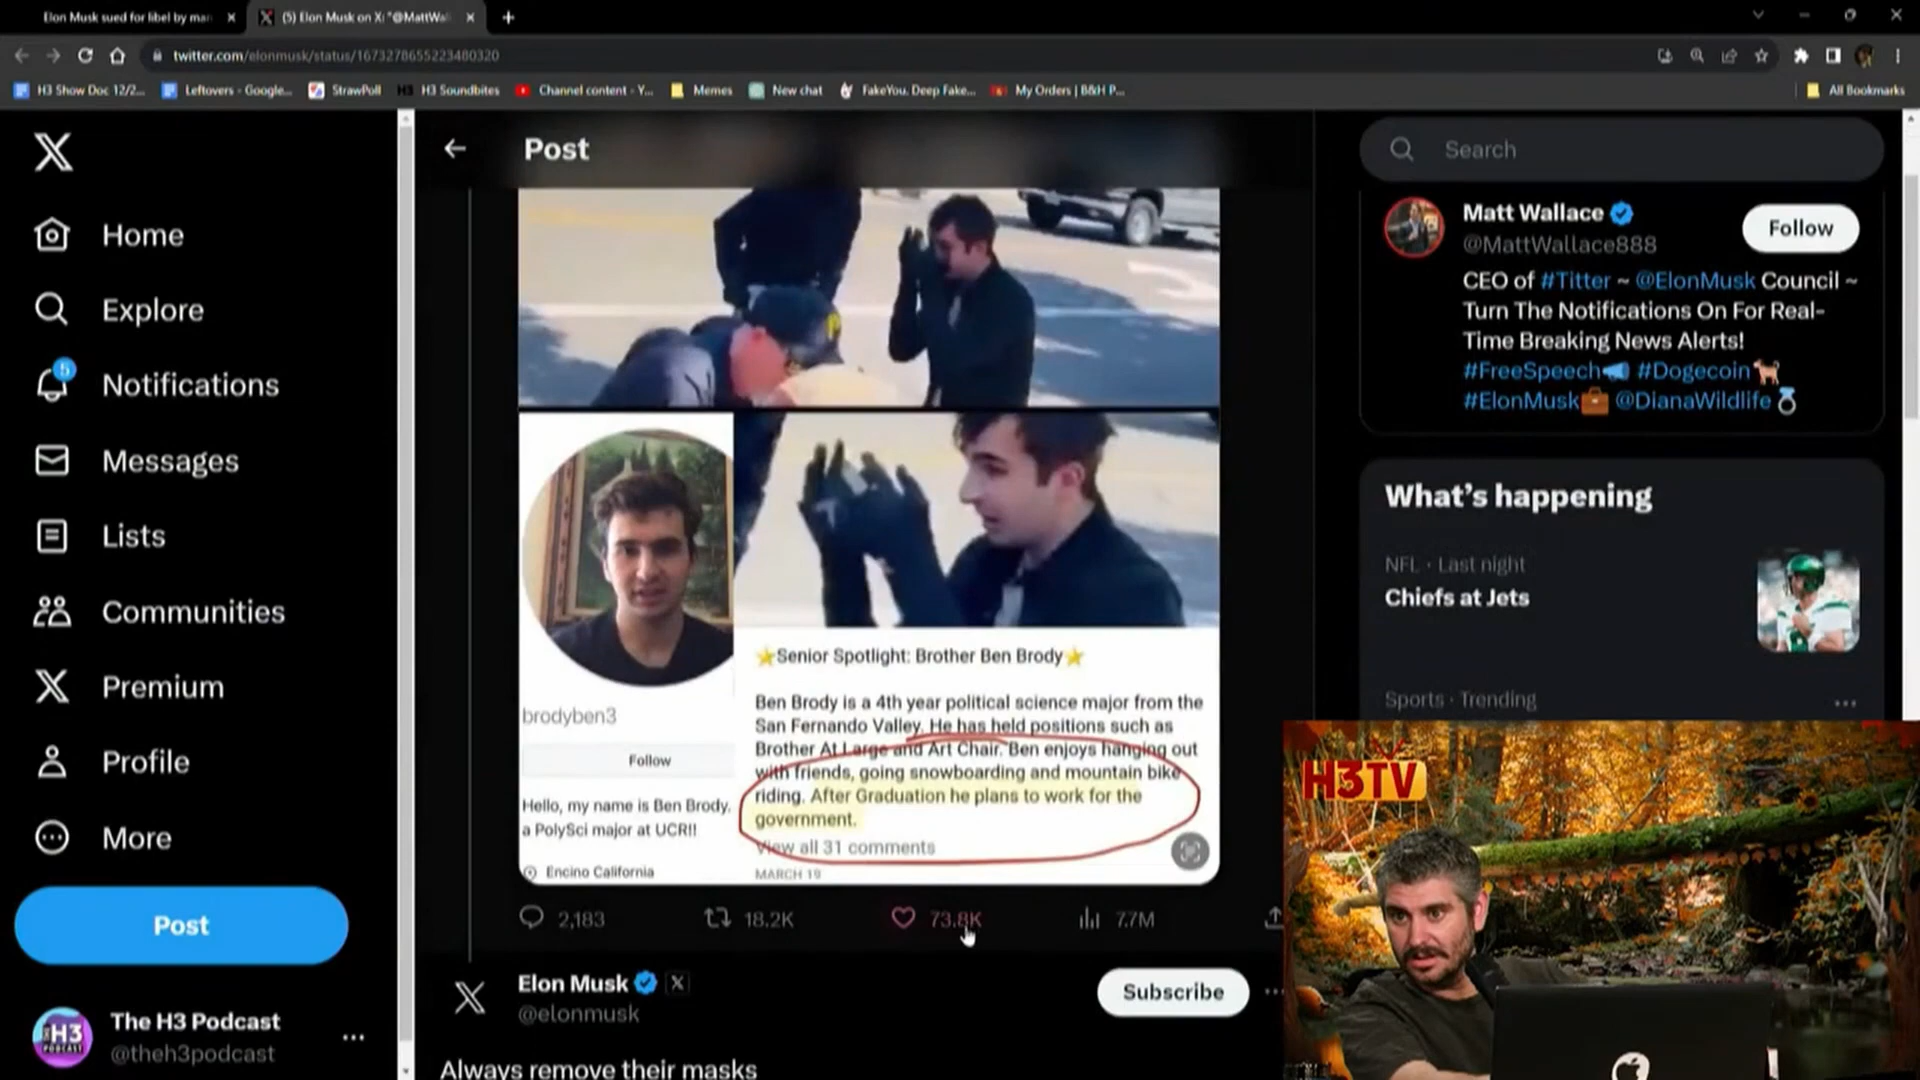 Elon Musk sued for libel by man
(5) Elon Musk on X: "@MattWal
twitter.com/elonmusk/status/1673278655223480320
H3 Show Doc 12/2...
Leftovers - Google...
StrawPoll
H3 Soundbites
Channel content - Y...
Memes
New chat
FakeYou. Deep Fake...
My Orders | B&H P...
All Bookmarks
Home
Explore
5
Notifications
Messages
Lists
Communities
Premium
Profile
More
Post
The H3 Podcast
@theh3podcast
H3
PODCAST
Post
brodyben3
Follow
Hello, my name is Ben Brody.
a PolySci major at UCR!!
Encino California
⭐Senior Spotlight: Brother Ben Brody⭐
Ben Brody is a 4th year political science major from the
San Fernando Valley. He has held positions such as
Brother At Large and Art Chair. Ben enjoys hanging out
with friends, going snowboarding and mountain bike
riding. After Graduation he plans to work for the
government.
View all 31 comments
MARCH 19
2,183
18.2K
73.8K
7.7M
Elon Musk
@elonmusk
Subscribe
Always remove their masks
Search
Matt Wallace
@MattWallace888
Follow
CEO of #Titter ~ @ElonMusk Council ~
Turn The Notifications On For Real-
Time Breaking News Alerts!
#FreeSpeech📣 #Dogecoin🐕
#ElonMusk💼 @DianaWildlife💍
What's happening
NFL · Last night
Chiefs at Jets
Sports · Trending
H3TV